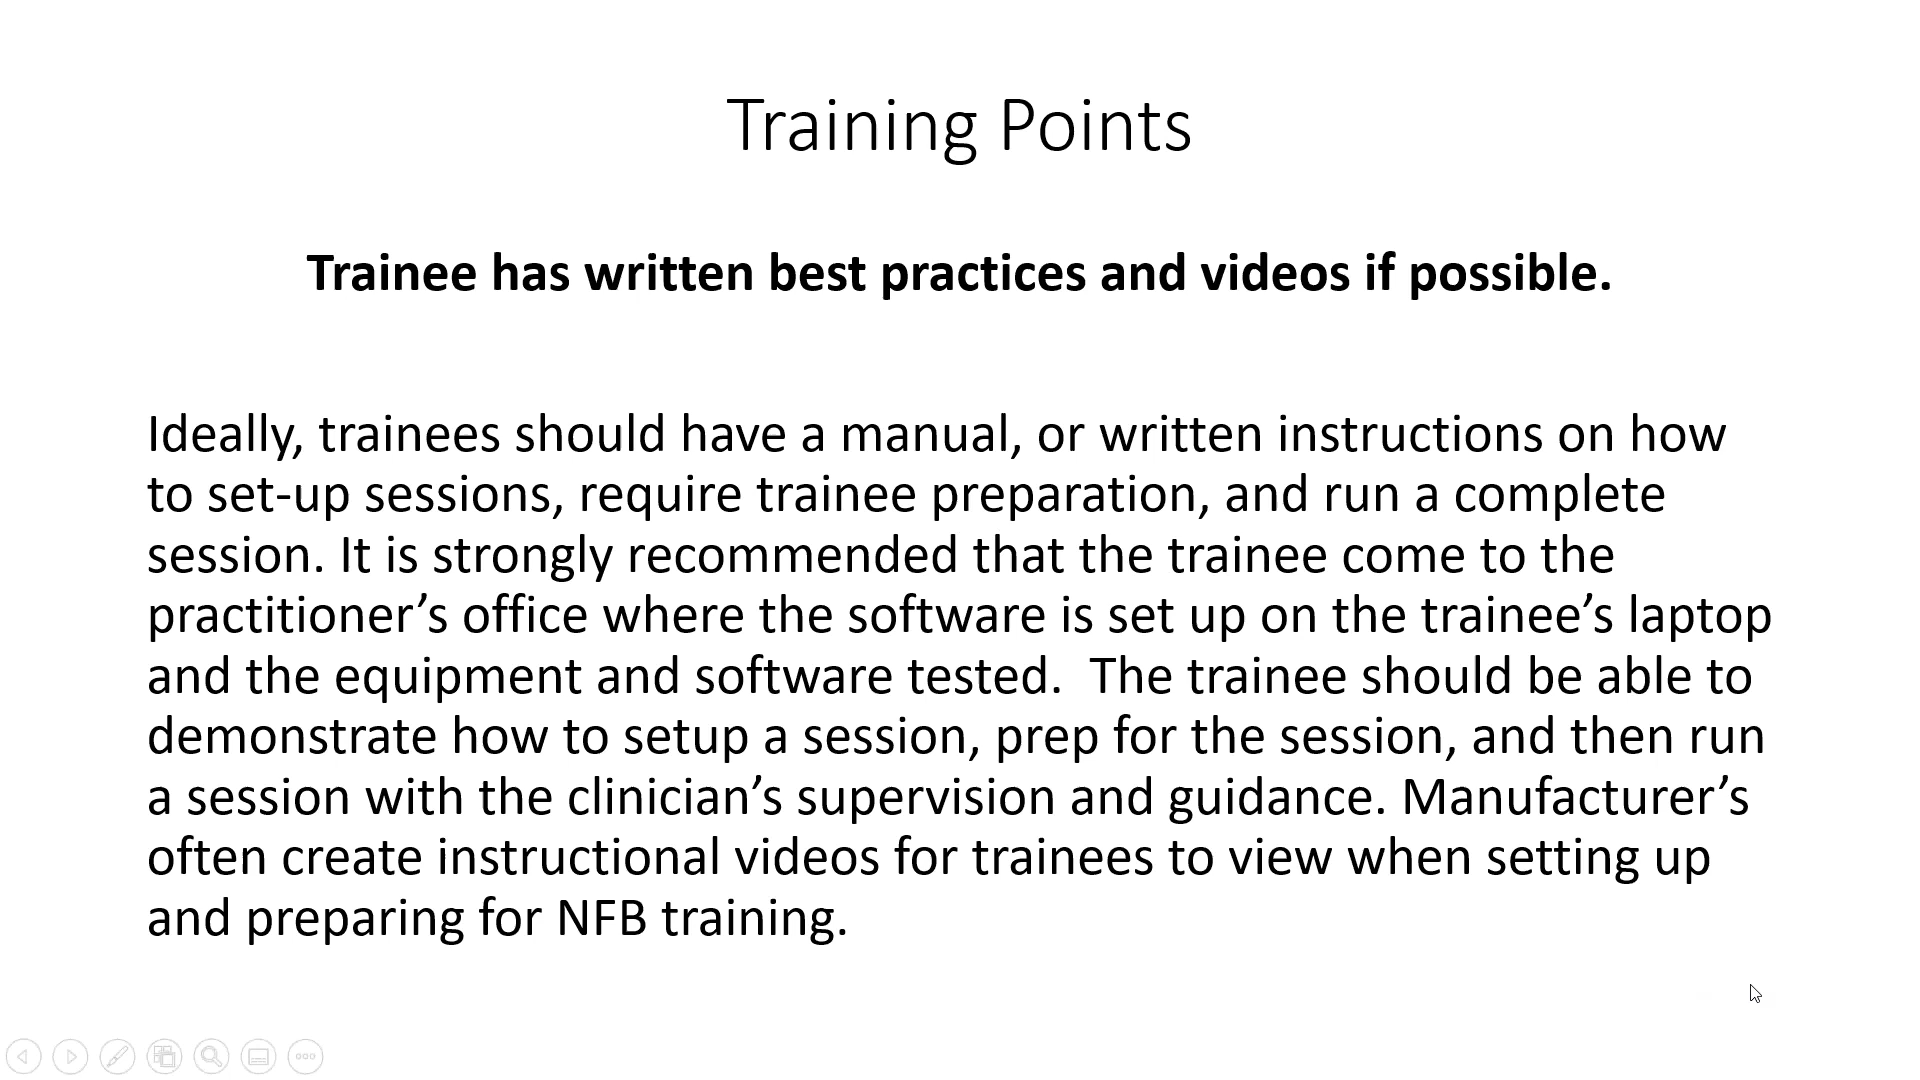 Training Points
Trainee has written best practices and videos if possible.
Ideally, trainees should have a manual, or written instructions on how
to set-up sessions, require trainee preparation, and run a complete
session. It is strongly recommended that the trainee come to the
practitioner’s office where the software is set up on the trainee’s laptop
and the equipment and software tested.  The trainee should be able to
demonstrate how to setup a session, prep for the session, and then run
a session with the clinician’s supervision and guidance. Manufacturer’s
often create instructional videos for trainees to view when setting up
and preparing for NFB training.